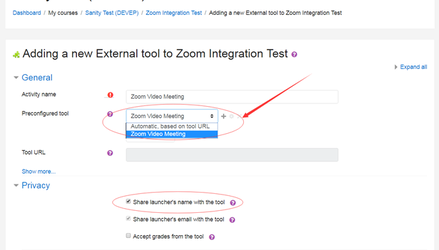 Dashboard / My courses / Sanity Test (DEVEP) / Zoom Integration Test / Adding a new External tool to Zoom Integration Test
Adding a new External tool to Zoom Integration Test
Expand all
General
Activity name
Zoom Video Meeting
Preconfigured tool
Zoom Video Meeting
Automatic, based on tool URL
Zoom Video Meeting
Tool URL
Show more...
Privacy
Share launcher's name with the tool
Share launcher's email with the tool
Accept grades from the tool